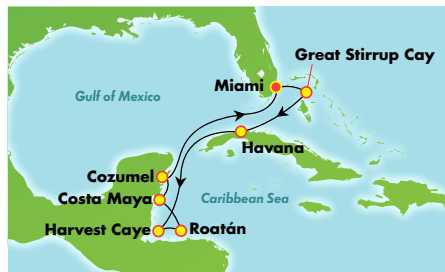 Great Stirrup Cay
Miami
Gulf of Mexico
Havana
Cozumel
Costa Maya
Caribbean Sea
Harvest Caye
Roatán